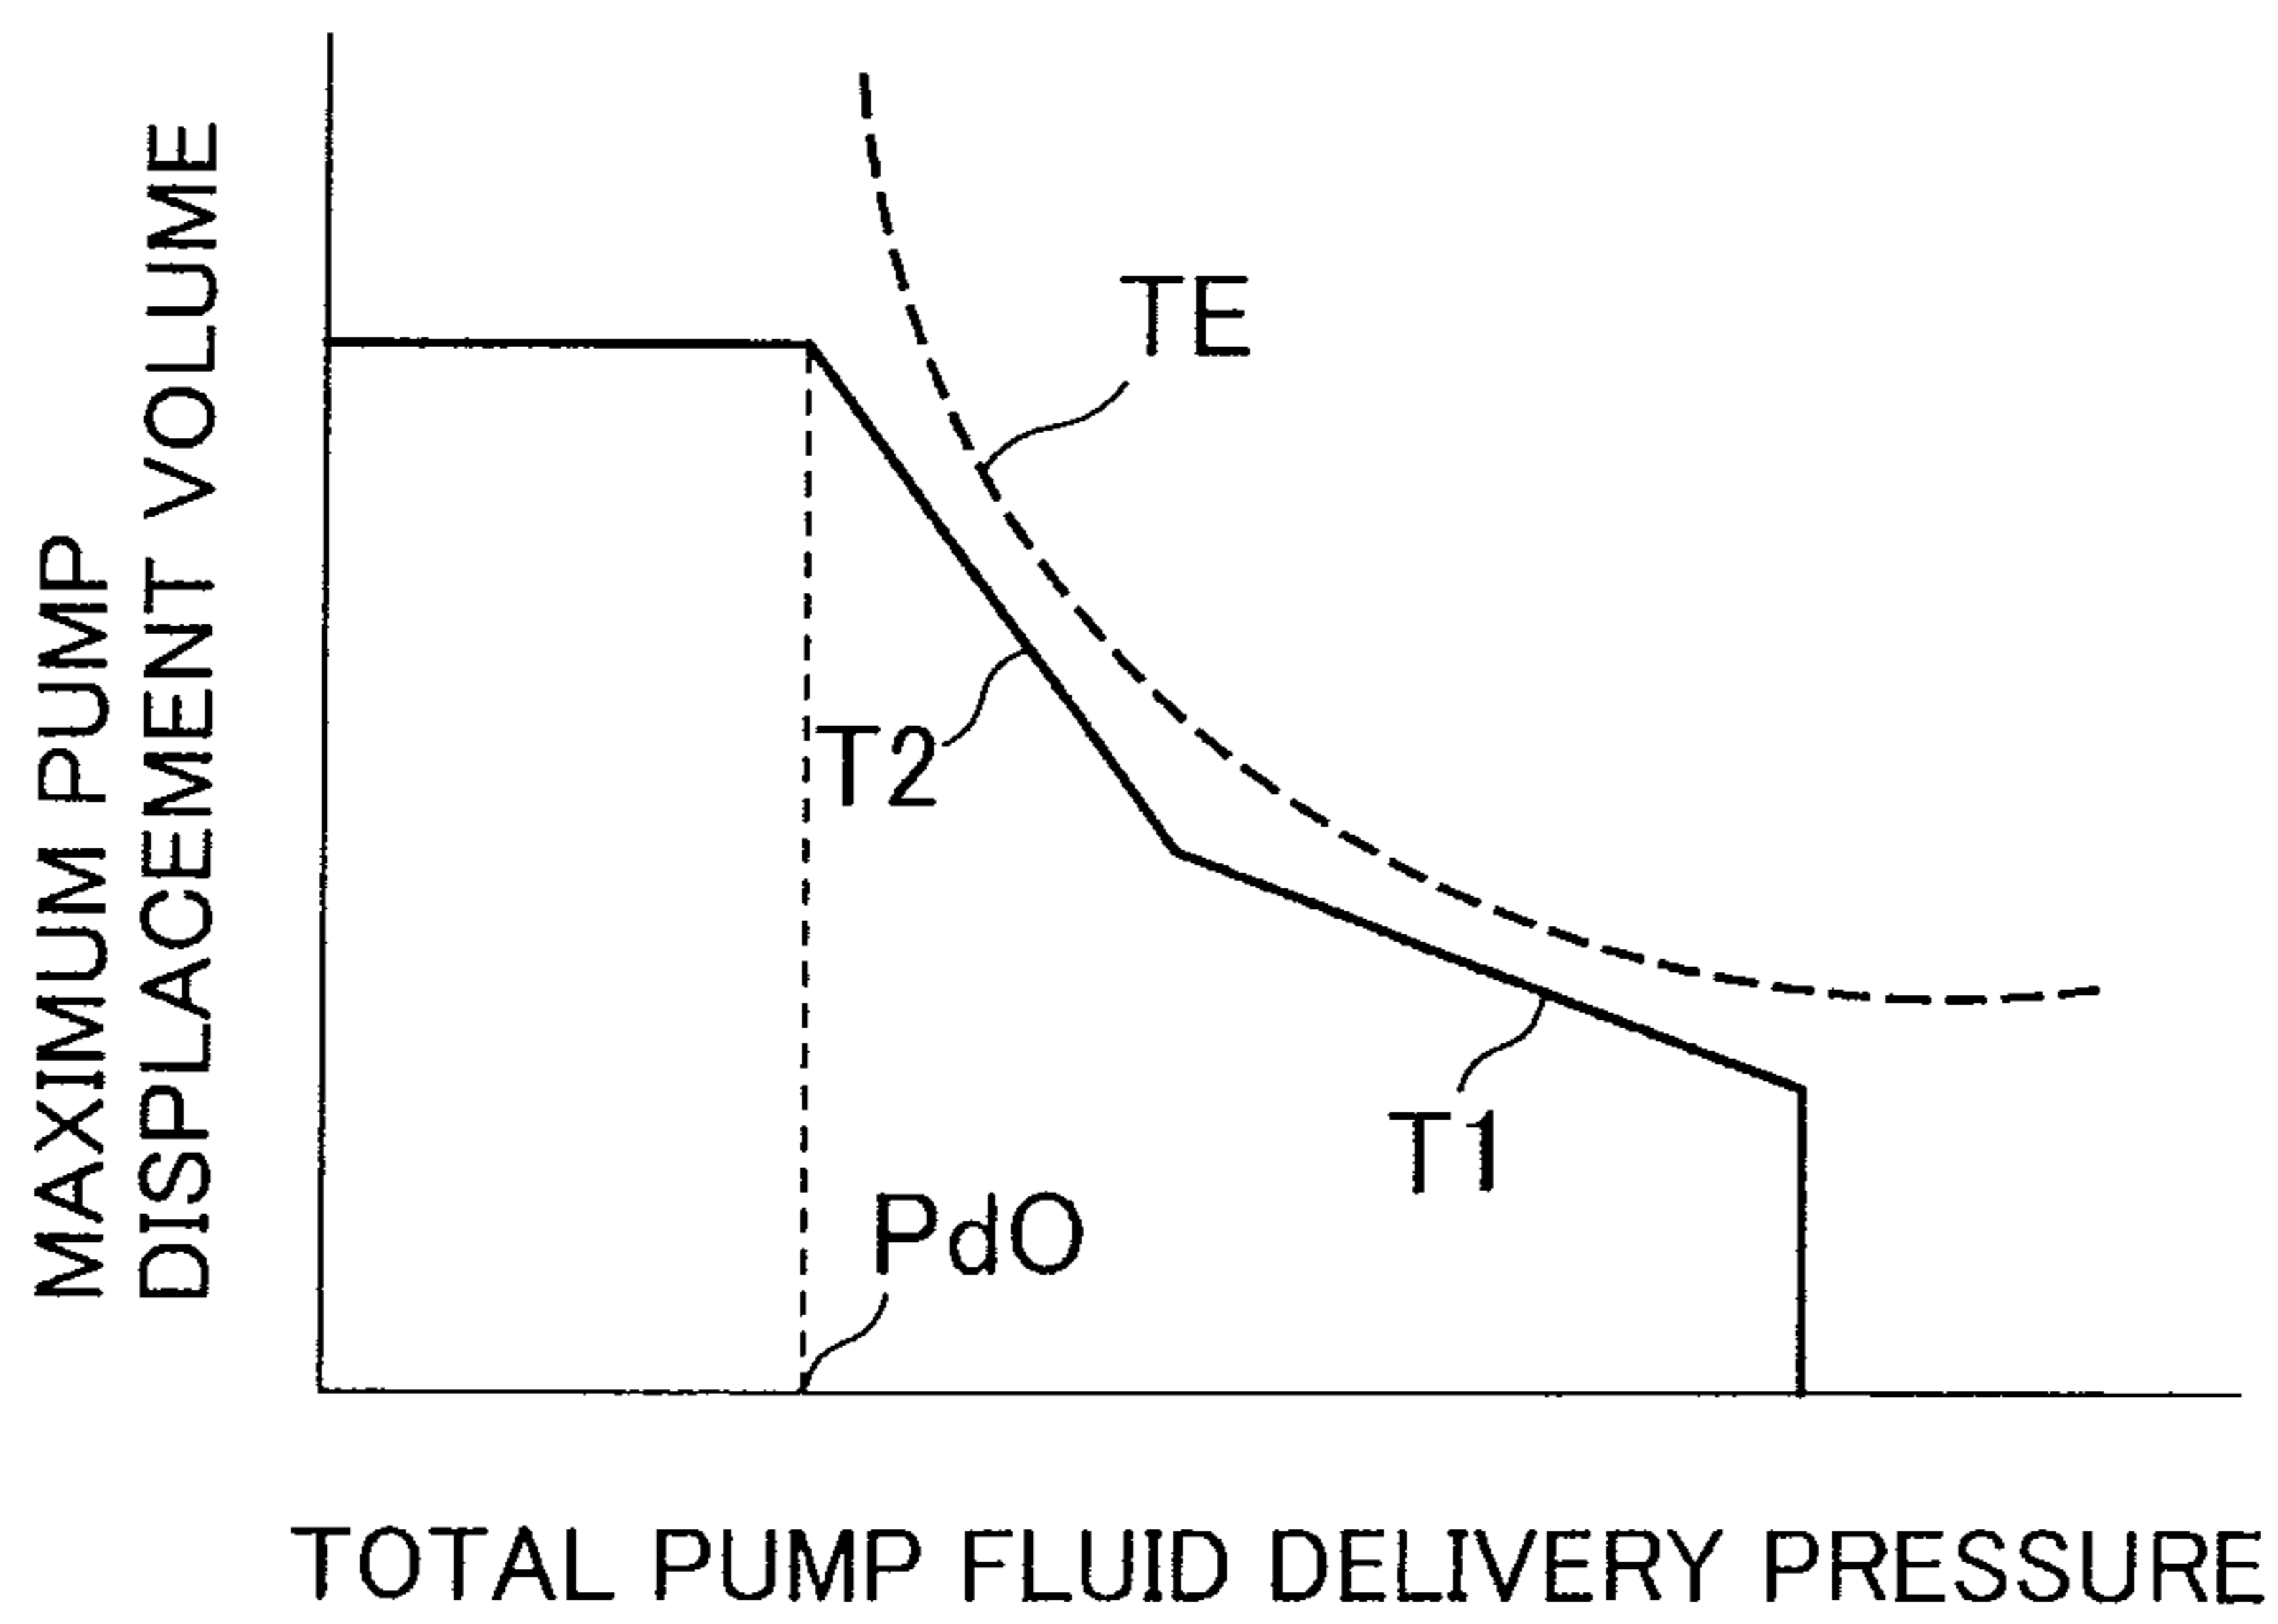 MAXIMUM PUMP
DISPLACEMENT VOLUME
TE
T2
T1
PdO
TOTAL PUMP FLUID DELIVERY PRESSURE